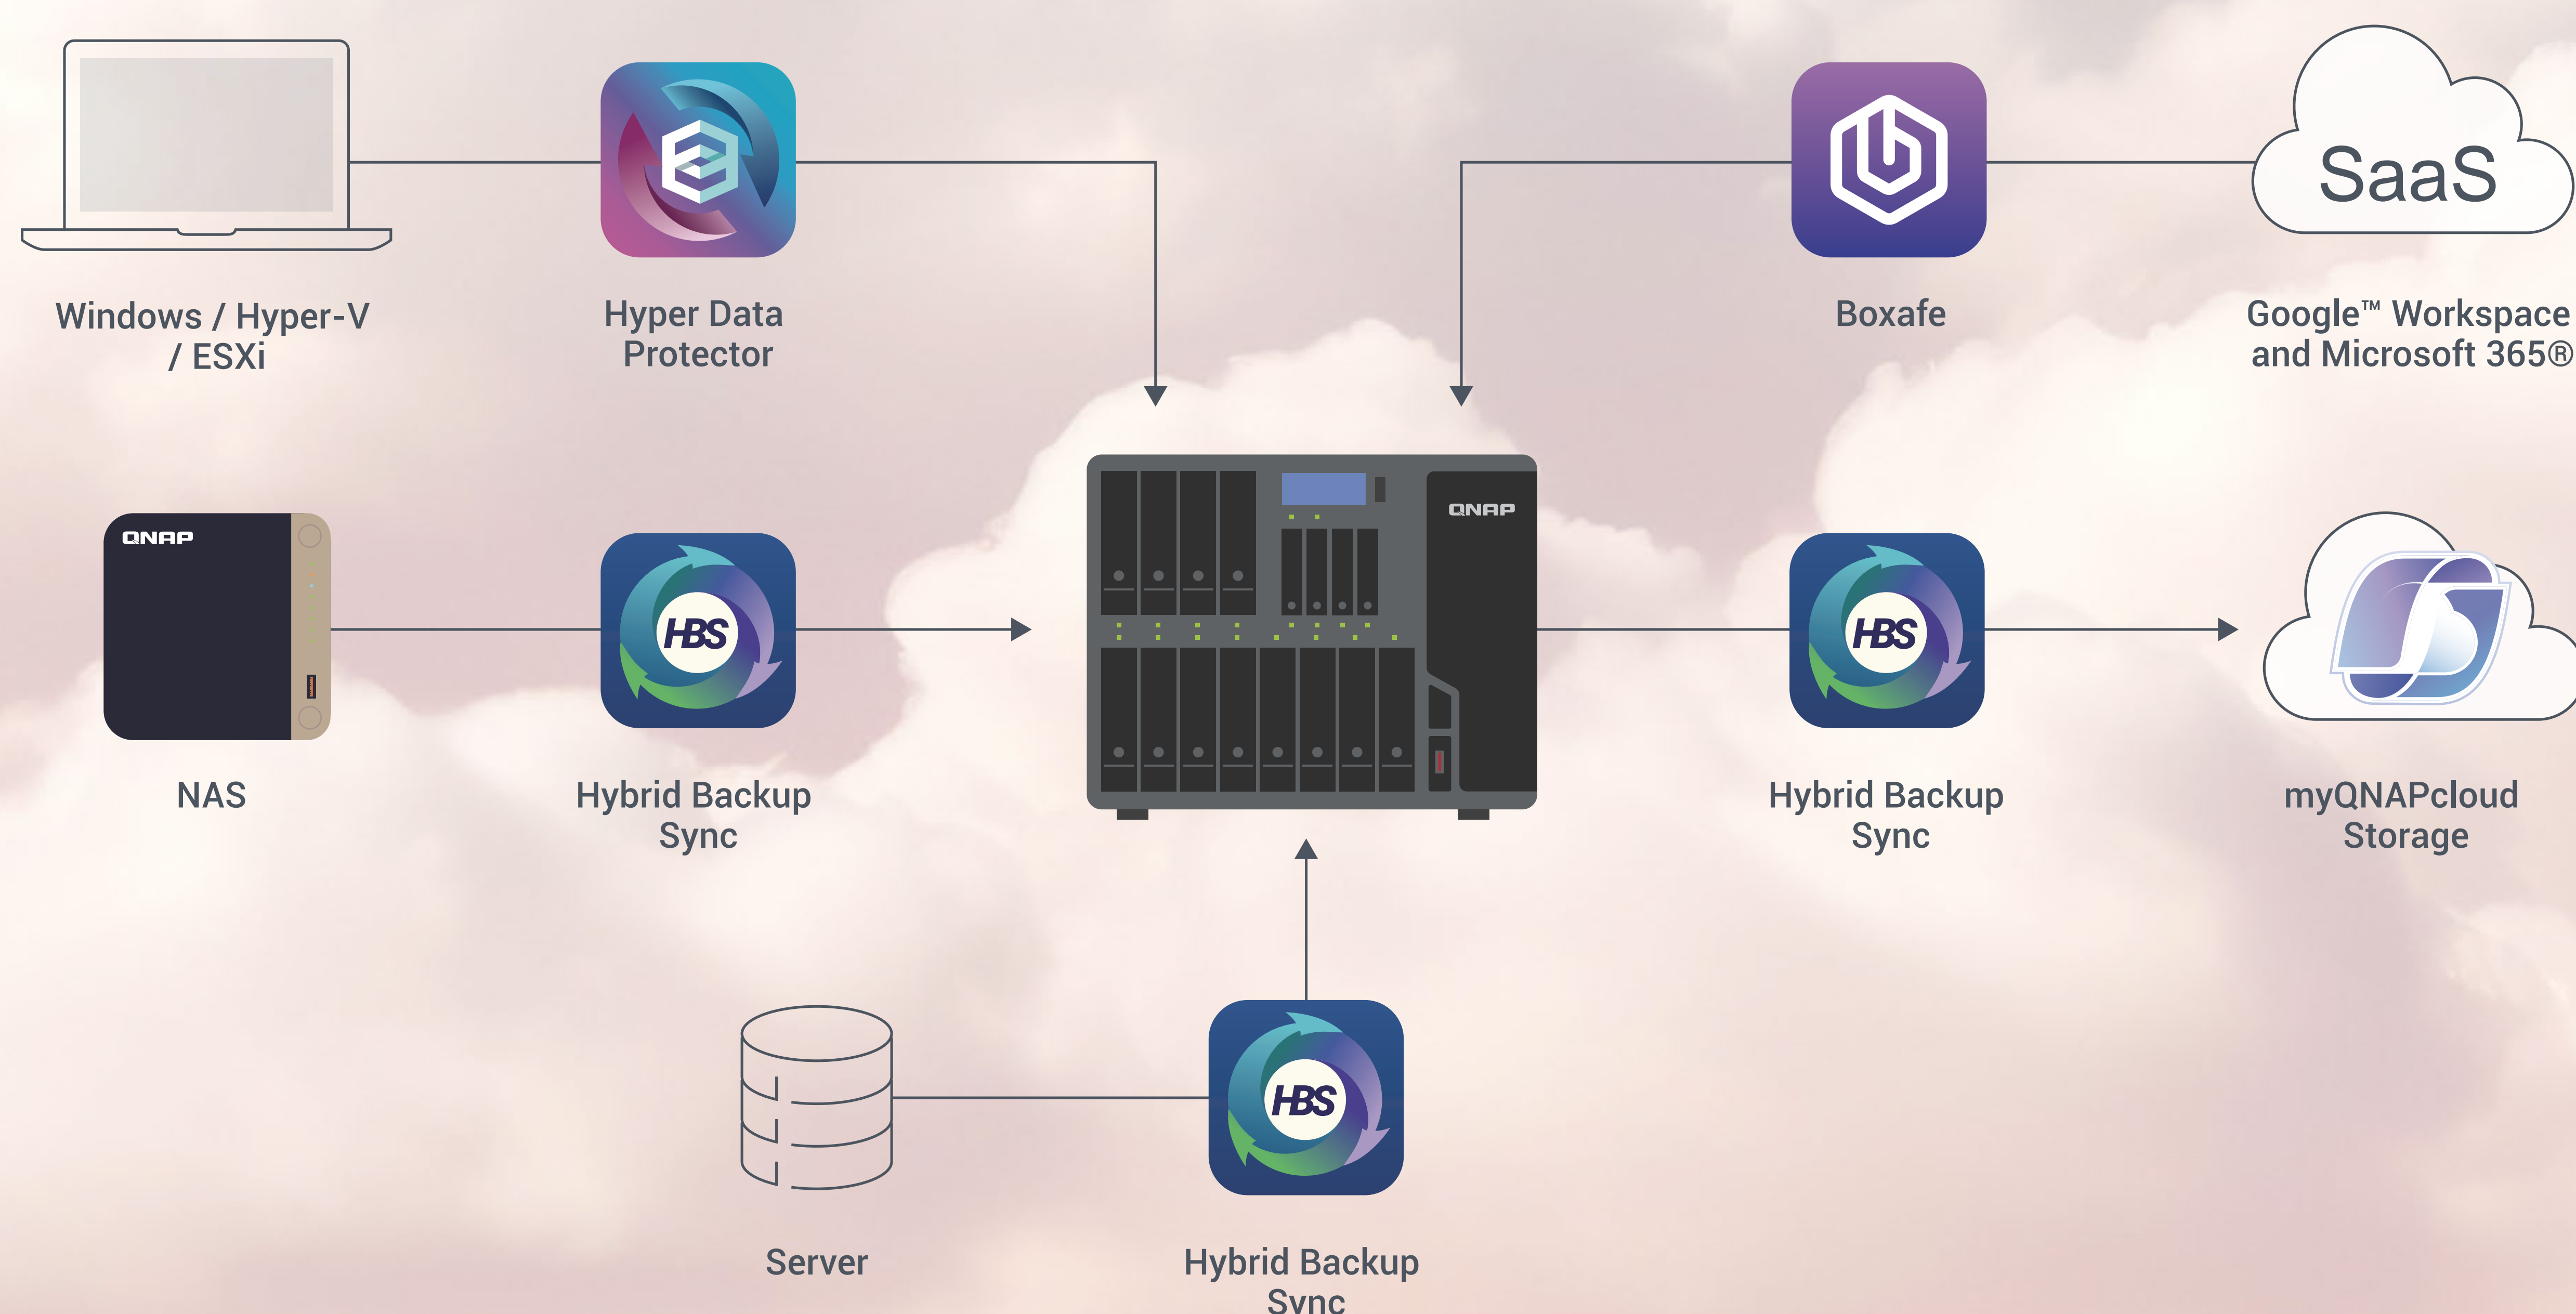 SaaS
Windows / Hyper-V
/ ESXi
Hyper Data
Protector
Boxafe
Google™ Workspace
and Microsoft 365®
QNAP
QNAP
HBS
HBS
NAS
Hybrid Backup
Sync
Hybrid Backup
Sync
myQNAPcloud
Storage
HBS
Server
Hybrid Backup
Sync